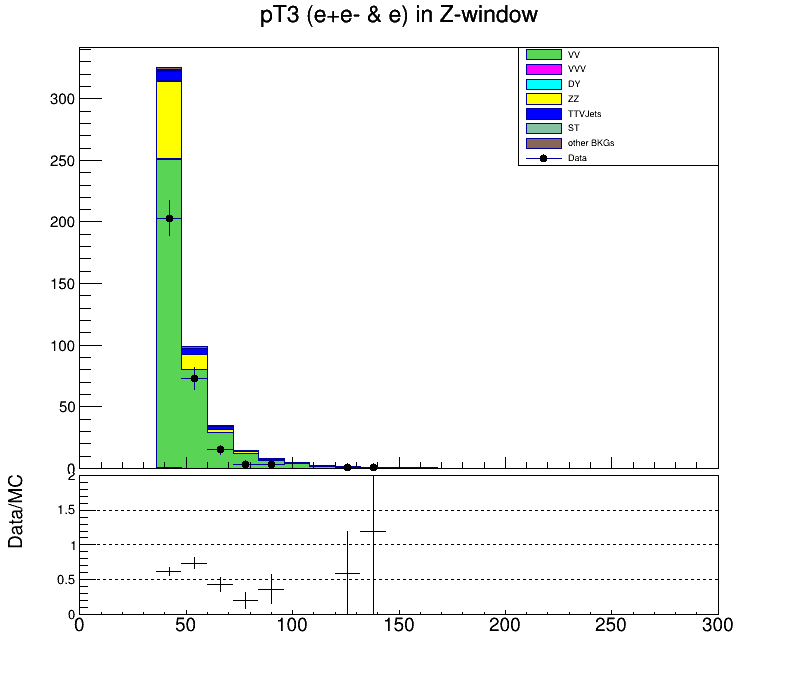 pT3 (e+e- & e) in Z-window
VV
VVV
DY
ZZ
TTVJets
ST
other BKGs
Data
300
250
200
150
100
50
0
Data/MC
2
1.5
1
0.5
0
0 50 100 150 200 250 300